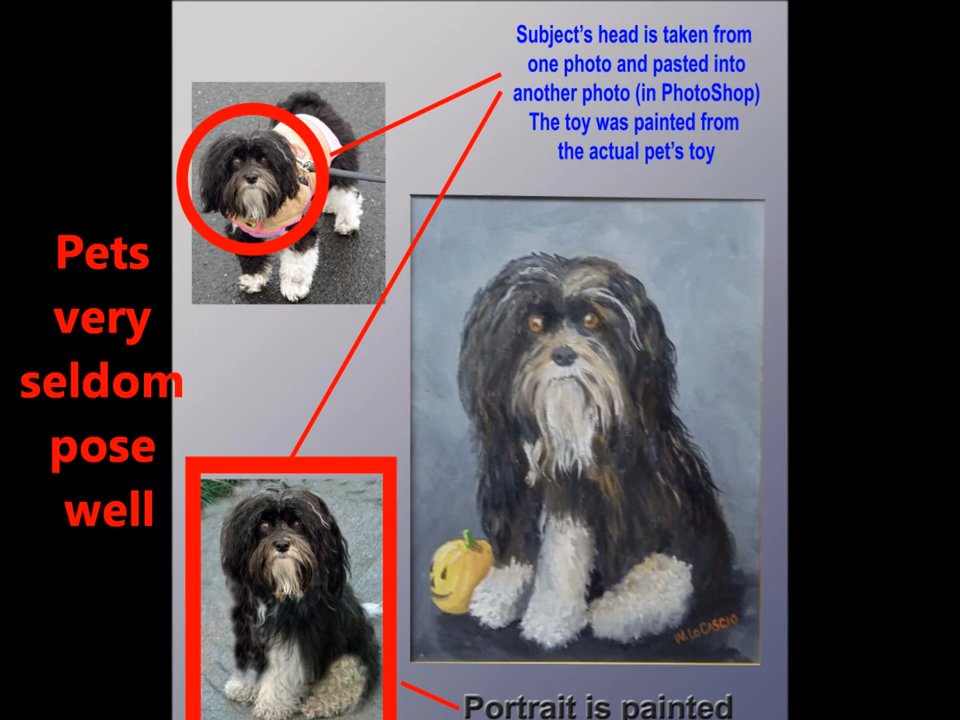 Subject's head is taken from
one photo and pasted into
another photo (in PhotoShop)
The toy was painted from
the actual pet's toy
Pets
very
seldom
pose
well
W. LoCASCIO
Portrait is painted